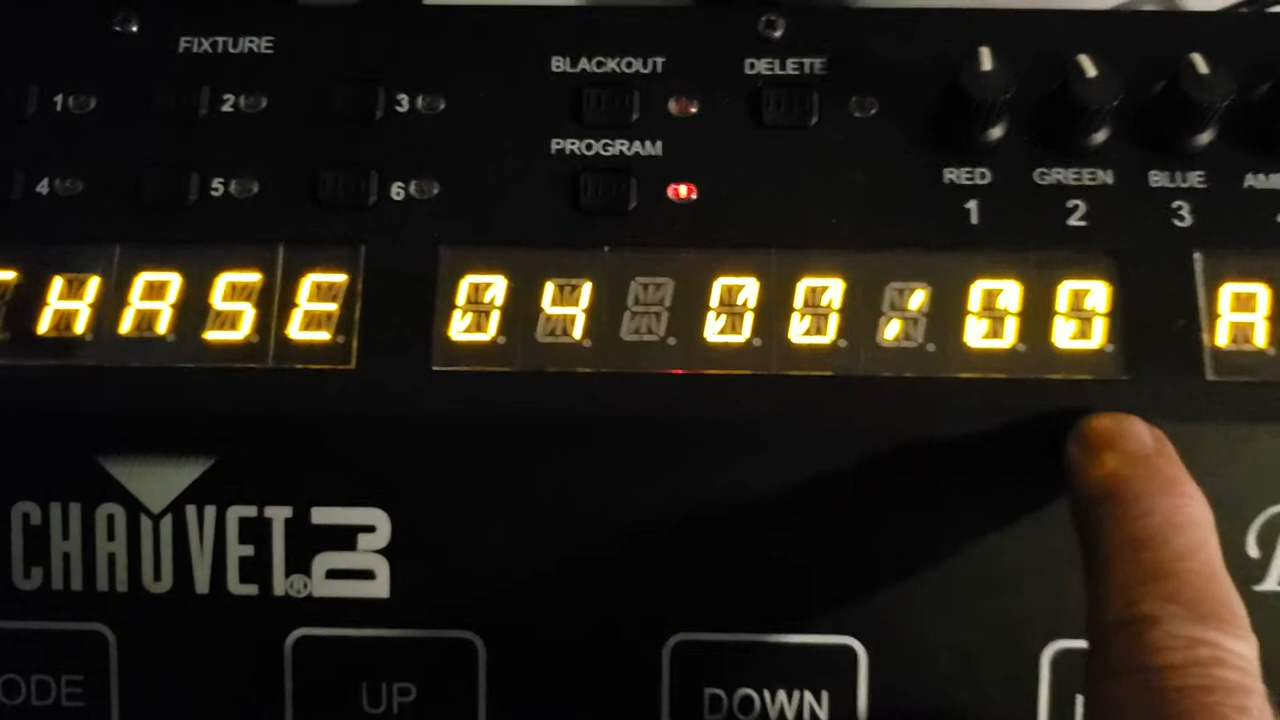 FIXTURE
BLACKOUT
DELETE
1 2 3
PROGRAM
4 5 6
RED GREEN BLUE
1 2 3
HASE 04 00/00 A
CHAUVET® DJ
ODE UP DOWN